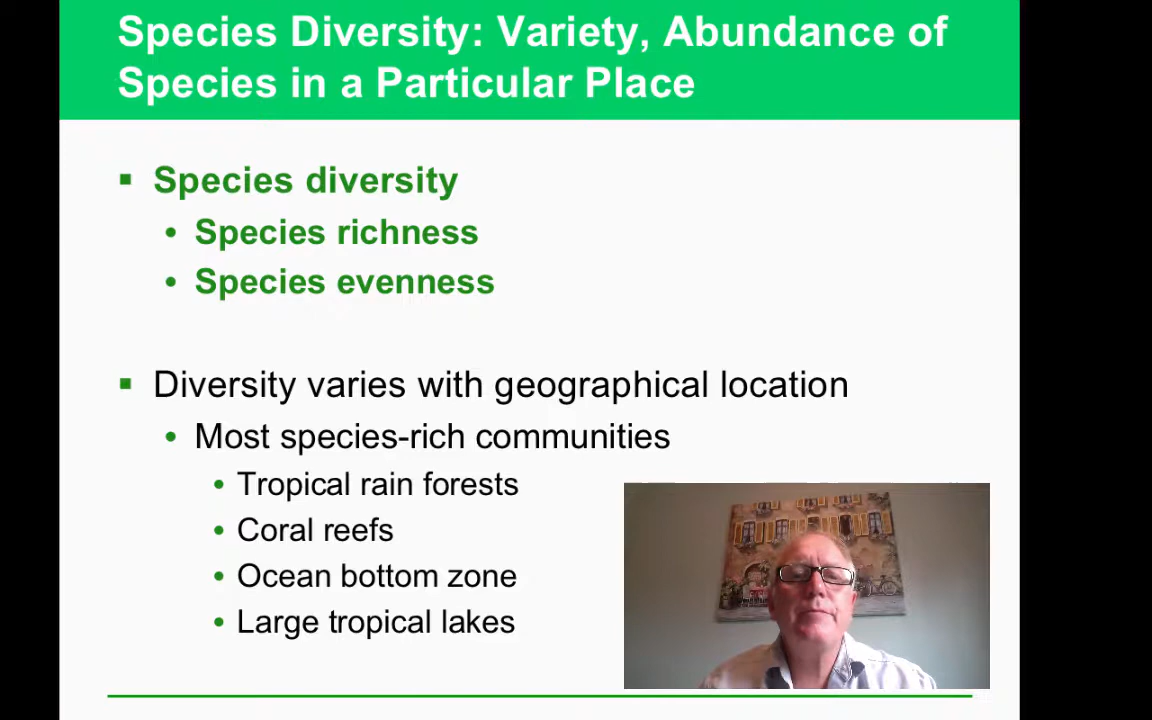 Species Diversity: Variety, Abundance of
Species in a Particular Place
Species diversity
Species richness
Species evenness
Diversity varies with geographical location
Most species-rich communities
Tropical rain forests
Coral reefs
Ocean bottom zone
Large tropical lakes